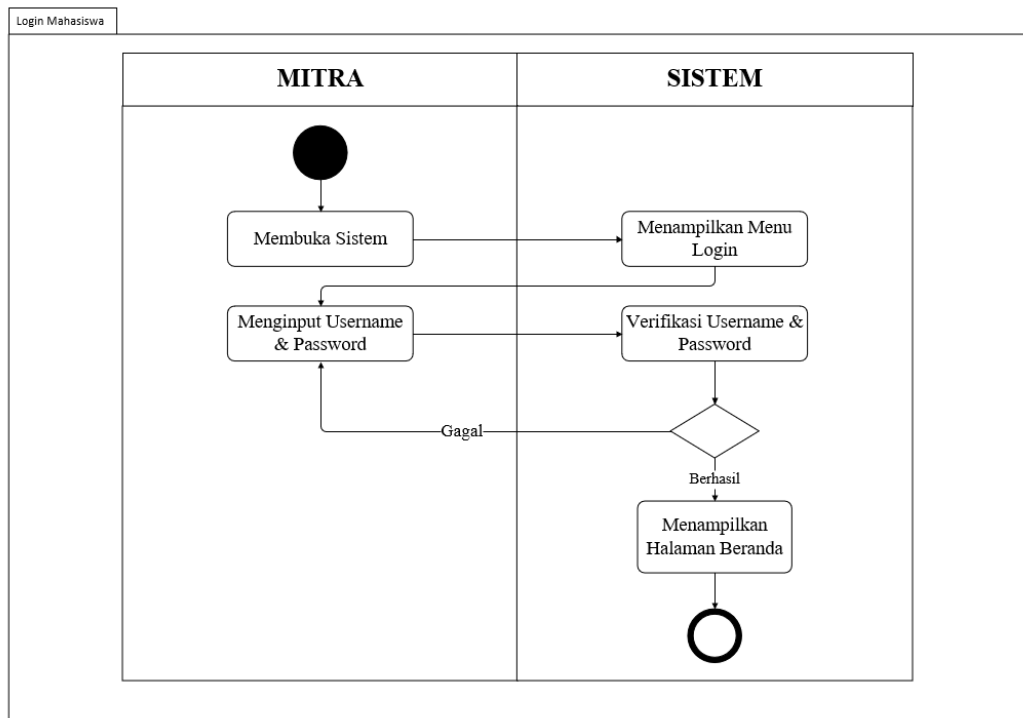 Login Mahasiswa
MITRA
SISTEM
Membuka Sistem
Menampilkan Menu
Login
Menginput Username
& Password
Verifikasi Username &
Password
Gagal
Berhasil
Menampilkan
Halaman Beranda